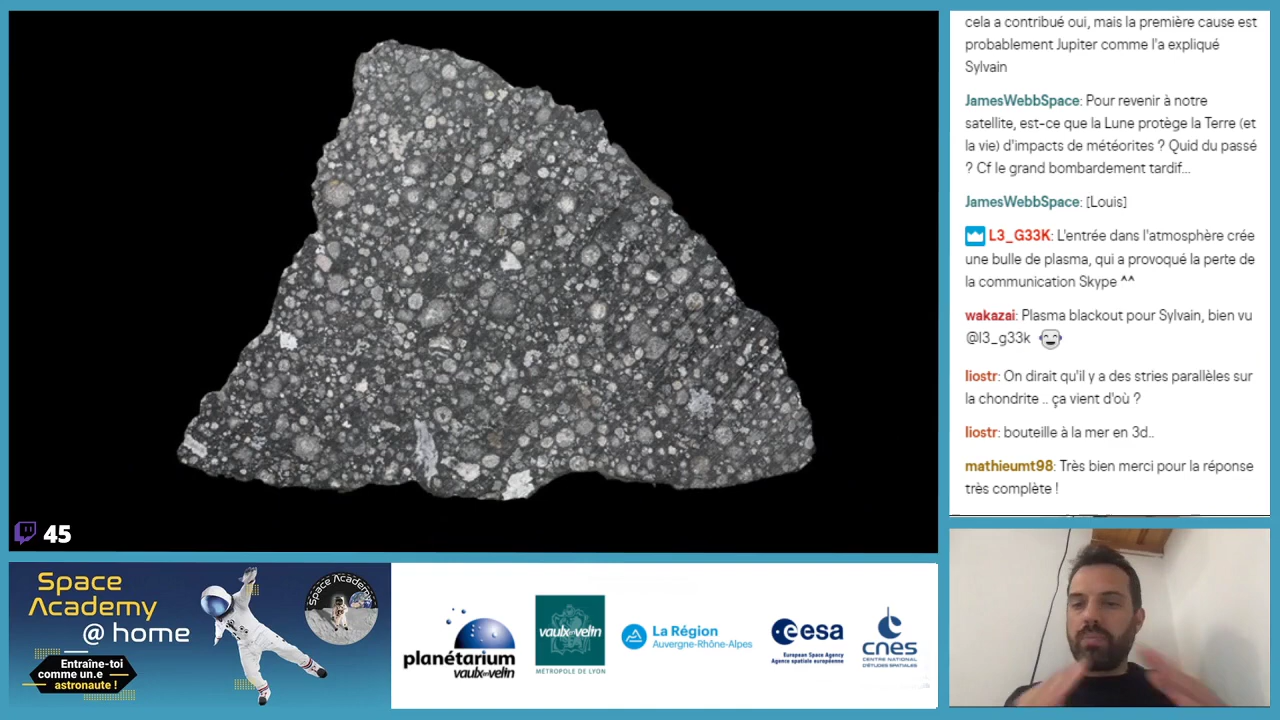 cela a contribué oui, mais la première cause est
probablement Jupiter comme l'a expliqué
Sylvain
JamesWebbSpace: Pour revenir à notre
satellite, est-ce que la Lune protège la Terre (et
la vie) d'impacts de météorites ? Quid du passé
? Cf le grand bombardement tardif...
JamesWebbSpace: [Louis]
L3_G33K: L'entrée dans l'atmosphère crée
une bulle de plasma, qui a provoqué la perte de
la communication Skype ^^
wakazai: Plasma blackout pour Sylvain, bien vu
@l3_g33k
liostr: On dirait qu'il y a des stries parallèles sur
la chondrite .. ça vient d'où ?
liostr: bouteille à la mer en 3d..
mathieumt98: Très bien merci pour la réponse
très complète !
45
Space
Academy
@ home
Entraîne-toi
comme un.e
astronaute !
Space Academy
planétarium
vaulx-en-velin
vaulx-en-velin
MÉTROPOLE DE LYON
La Région
Auvergne-Rhône-Alpes
esa
European Space Agency
Agence spatiale européenne
cnes
CENTRE NATIONAL
D'ÉTUDES SPATIALES